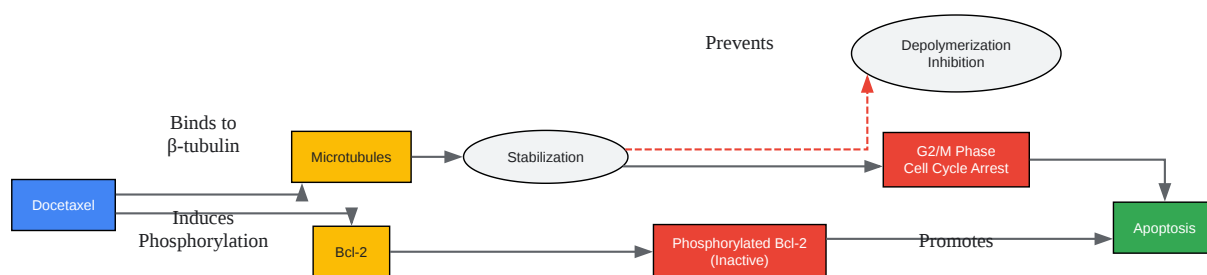 Prevents
Depolymerization
Inhibition
Binds to
β-tubulin
Microtubules
Stabilization
G2/M Phase
Cell Cycle Arrest
Docetaxel
Induces
Phosphorylation
Bcl-2
Phosphorylated Bcl-2
(Inactive)
Promotes
Apoptosis